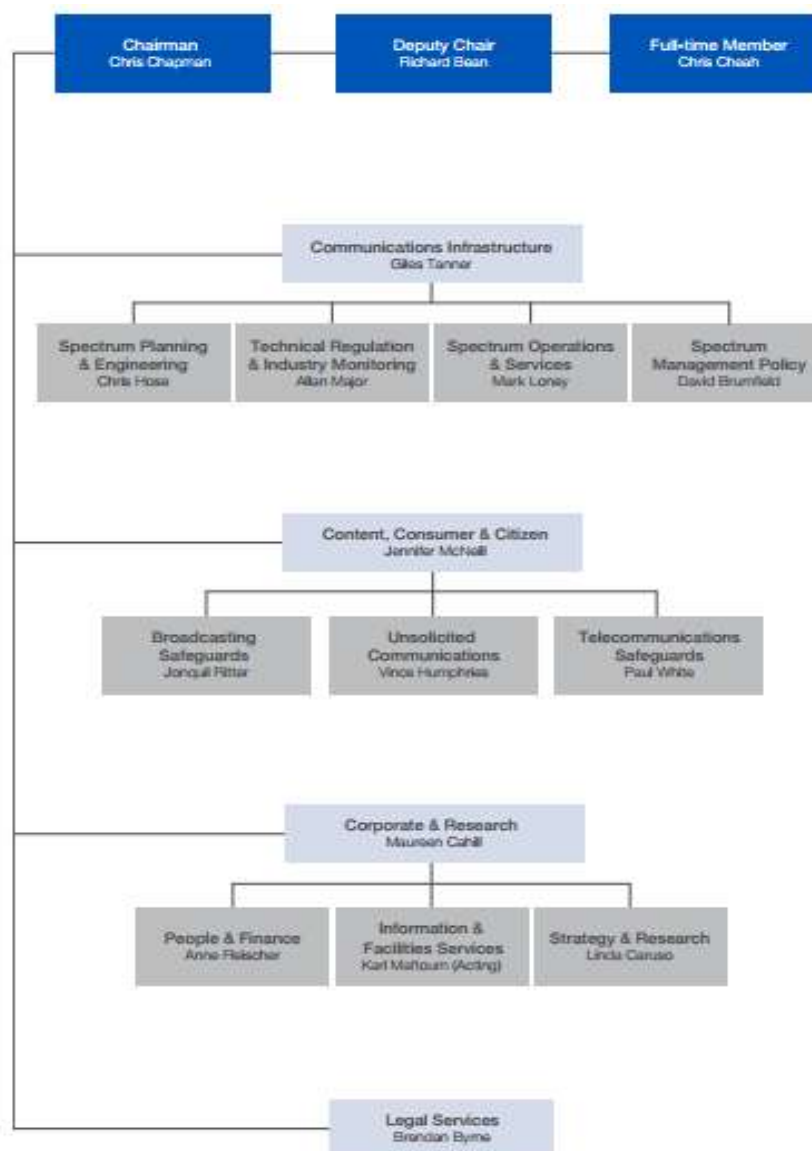 Chairman
Chris Chapman
Deputy Chair
Richard Bean
Full-time Member
Chris Cheah
Communications Infrastructure
Giles Tanner
Spectrum Planning
& Engineering
Chris Hose
Technical Regulation
& Industry Monitoring
Allan Major
Spectrum Operations
& Services
Mark Loney
Spectrum
Management Policy
David Brumfield
Content, Consumer & Citizen
Jennifer McNeill
Broadcasting
Safeguards
Jonquil Ritter
Unsolicited
Communications
Vince Humphries
Telecommunications
Safeguards
Paul White
Corporate & Research
Maureen Cahill
People & Finance
Anne Fleischer
Information &
Facilities Services
Karl Maftoum (Acting)
Strategy & Research
Linda Caruso
Legal Services
Brendan Byrne